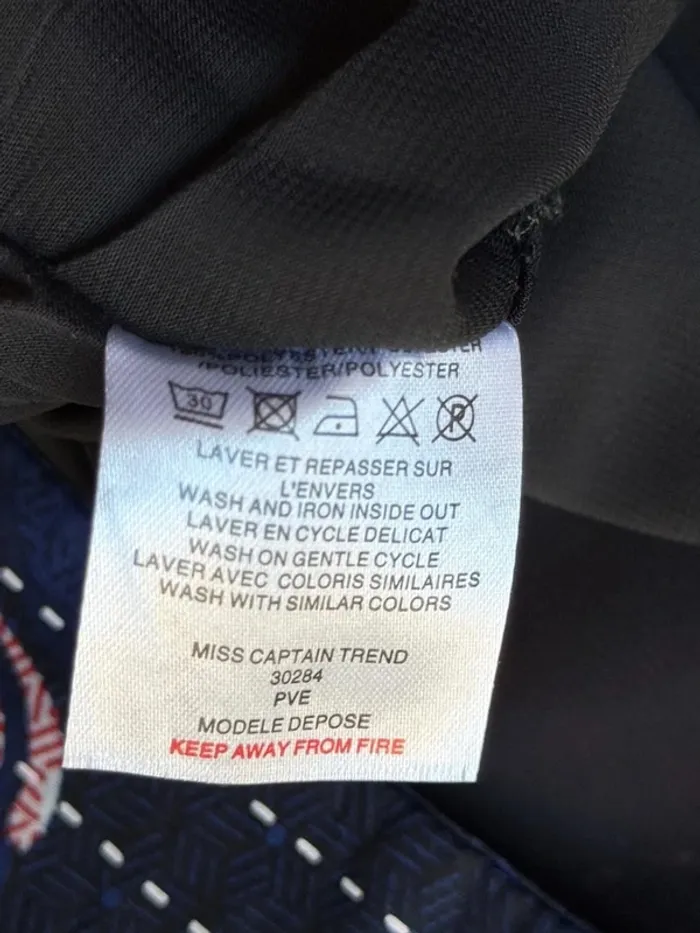 /POLIESTER/POLYESTER
30
P
LAVER ET REPASSER SUR
L'ENVERS
WASH AND IRON INSIDE OUT
LAVER EN CYCLE DELICAT
WASH ON GENTLE CYCLE
LAVER AVEC COLORIS SIMILAIRES
WASH WITH SIMILAR COLORS
MISS CAPTAIN TREND
30284
PVE
MODELE DEPOSE
KEEP AWAY FROM FIRE